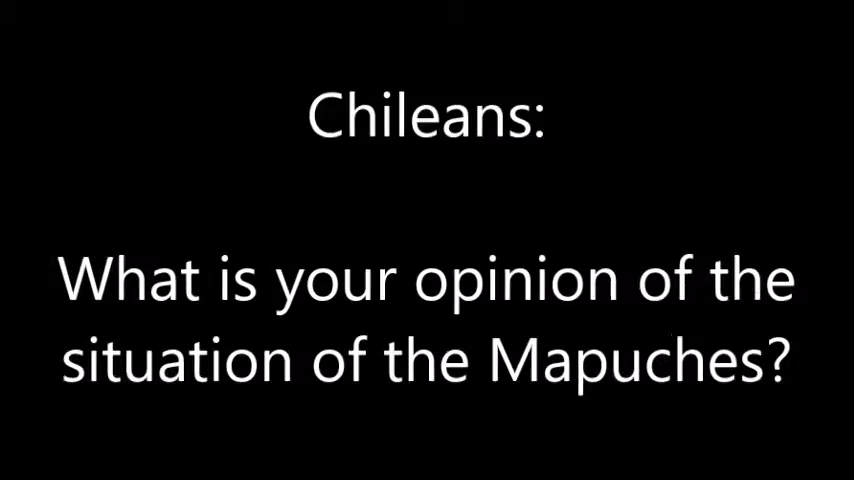 Chileans:
What is your opinion of the
situation of the Mapuches?